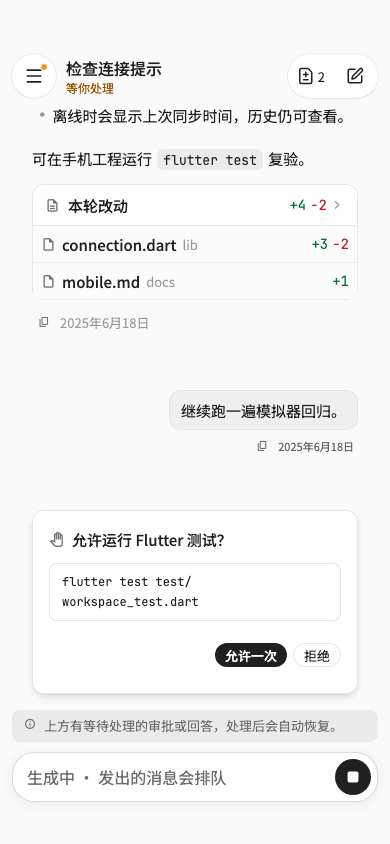 检查连接提示
等你处理
2
离线时会显示上次同步时间，历史仍可查看。
可在手机工程运行 flutter test 复验。
本轮改动 +4 -2
connection.dart lib +3 -2
mobile.md docs +1
2025年6月18日
继续跑一遍模拟器回归。
2025年6月18日
允许运行 Flutter 测试？
flutter test test/
workspace_test.dart
允许一次 拒绝
上方有等待处理的审批或回答，处理后会自动恢复。
生成中 · 发出的消息会排队